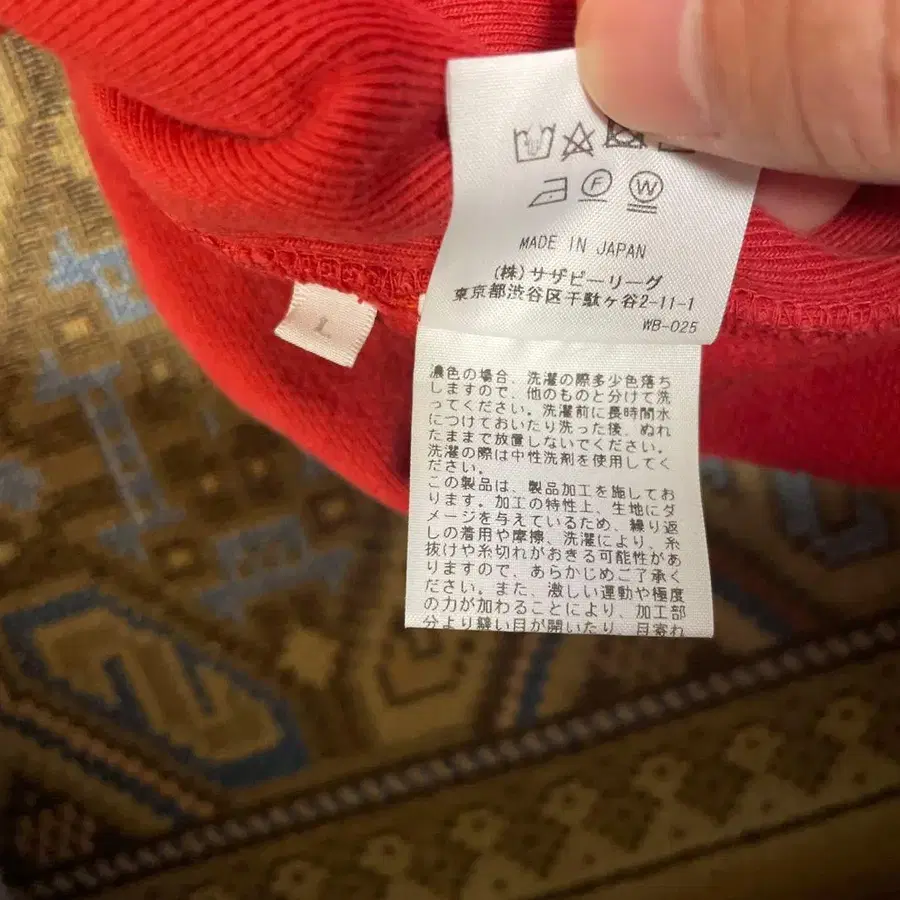 F W
MADE IN JAPAN
(株)サザビーリーグ
東京都渋谷区千駄ケ谷2-11-1
WB-025
L
濃色の場合、洗濯の際多少色落ち
しますので、他のものと分けて洗
ってください。洗濯前に長時間水
につけておいたり洗った後、ぬれ
たままで放置しないでください。
洗濯の際は中性洗剤を使用してく
ださい。
この製品は、製品加工を施してお
ります。加工の特性上、生地にダ
メージを与えているため、繰り返
しの着用や摩擦、洗濯により、糸
抜けや糸切れがおきる可能性があ
りますので、あらかじめご了承く
ださい。また、激しい運動や極度
の力が加わることにより、加工部
分より縫い目が開いたり、目寄れ